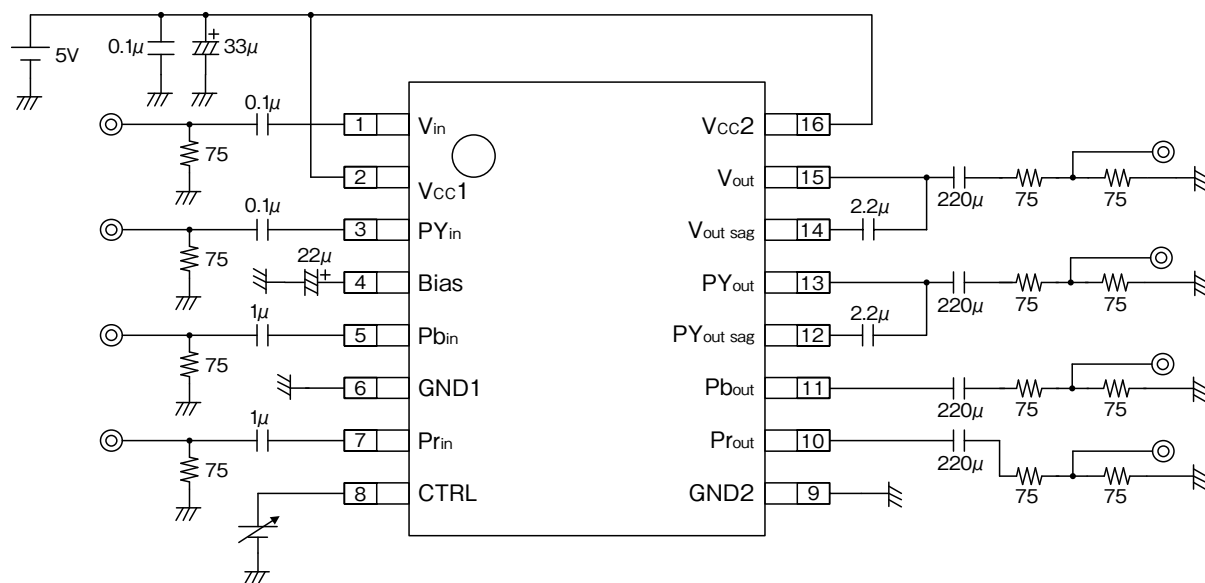 5V
0.1μ
33μ
+
0.1μ
75
1
Vin
2
VCC1
0.1μ
75
3
PYin
22μ
+
4
Bias
1μ
75
5
Pbin
6
GND1
1μ
75
7
Prin
8
CTRL
VCC2
16
Vout
15
220μ
75
75
2.2μ
Vout sag
14
PYout
13
220μ
75
75
2.2μ
PYout sag
12
Pbout
11
220μ
75
75
Prout
10
220μ
75
75
GND2
9